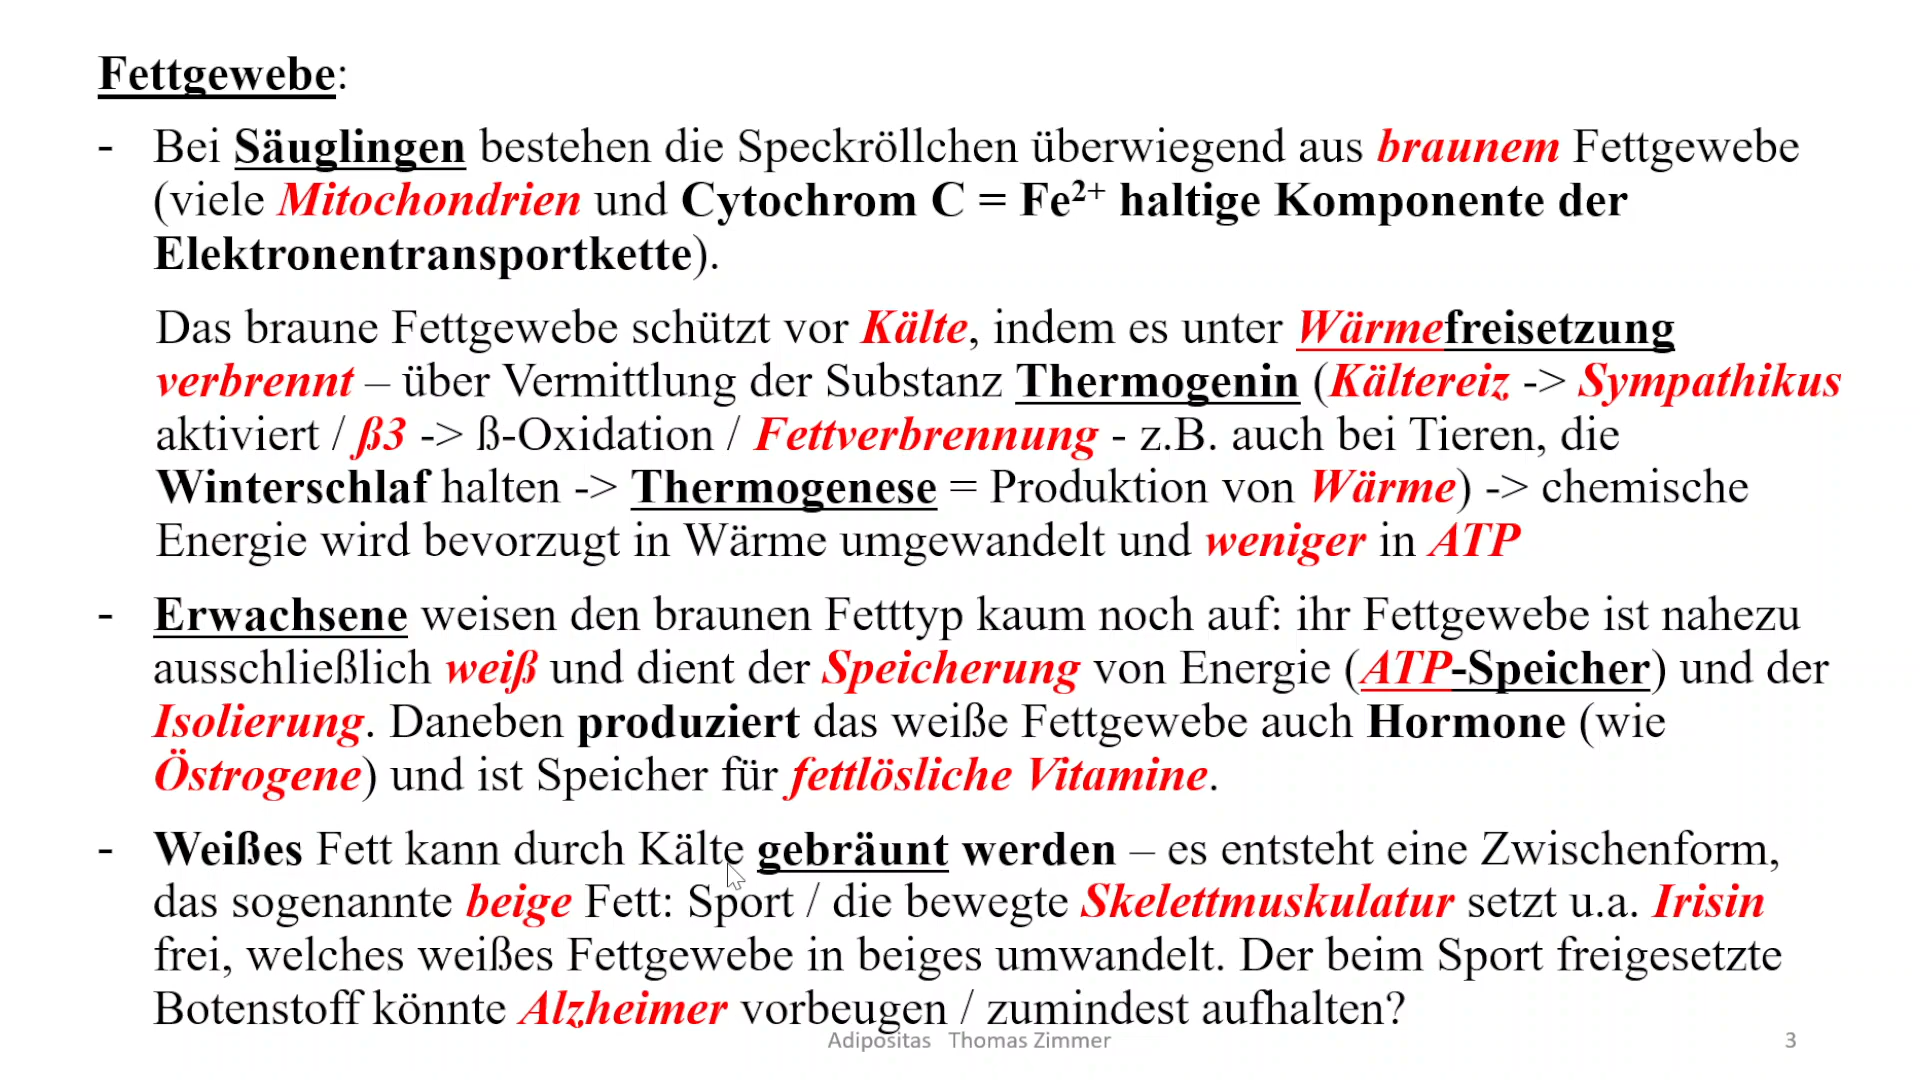 Fettgewebe:
- Bei Säuglingen bestehen die Speckröllchen überwiegend aus braunem Fettgewebe
(viele Mitochondrien und Cytochrom C = Fe²⁺ haltige Komponente der
Elektronentransportkette).
Das braune Fettgewebe schützt vor Kälte, indem es unter Wärmefreisetzung
verbrennt – über Vermittlung der Substanz Thermogenin (Kältereiz -> Sympathikus
aktiviert / ß3 -> ß-Oxidation / Fettverbrennung - z.B. auch bei Tieren, die
Winterschlaf halten -> Thermogenese = Produktion von Wärme) -> chemische
Energie wird bevorzugt in Wärme umgewandelt und weniger in ATP
- Erwachsene weisen den braunen Fetttyp kaum noch auf: ihr Fettgewebe ist nahezu
ausschließlich weiß und dient der Speicherung von Energie (ATP-Speicher) und der
Isolierung. Daneben produziert das weiße Fettgewebe auch Hormone (wie
Östrogene) und ist Speicher für fettlösliche Vitamine.
- Weißes Fett kann durch Kälte gebräunt werden – es entsteht eine Zwischenform,
das sogenannte beige Fett: Sport / die bewegte Skelettmuskulatur setzt u.a. Irisin
frei, welches weißes Fettgewebe in beiges umwandelt. Der beim Sport freigesetzte
Botenstoff könnte Alzheimer vorbeugen / zumindest aufhalten?
Adipositas Thomas Zimmer
3